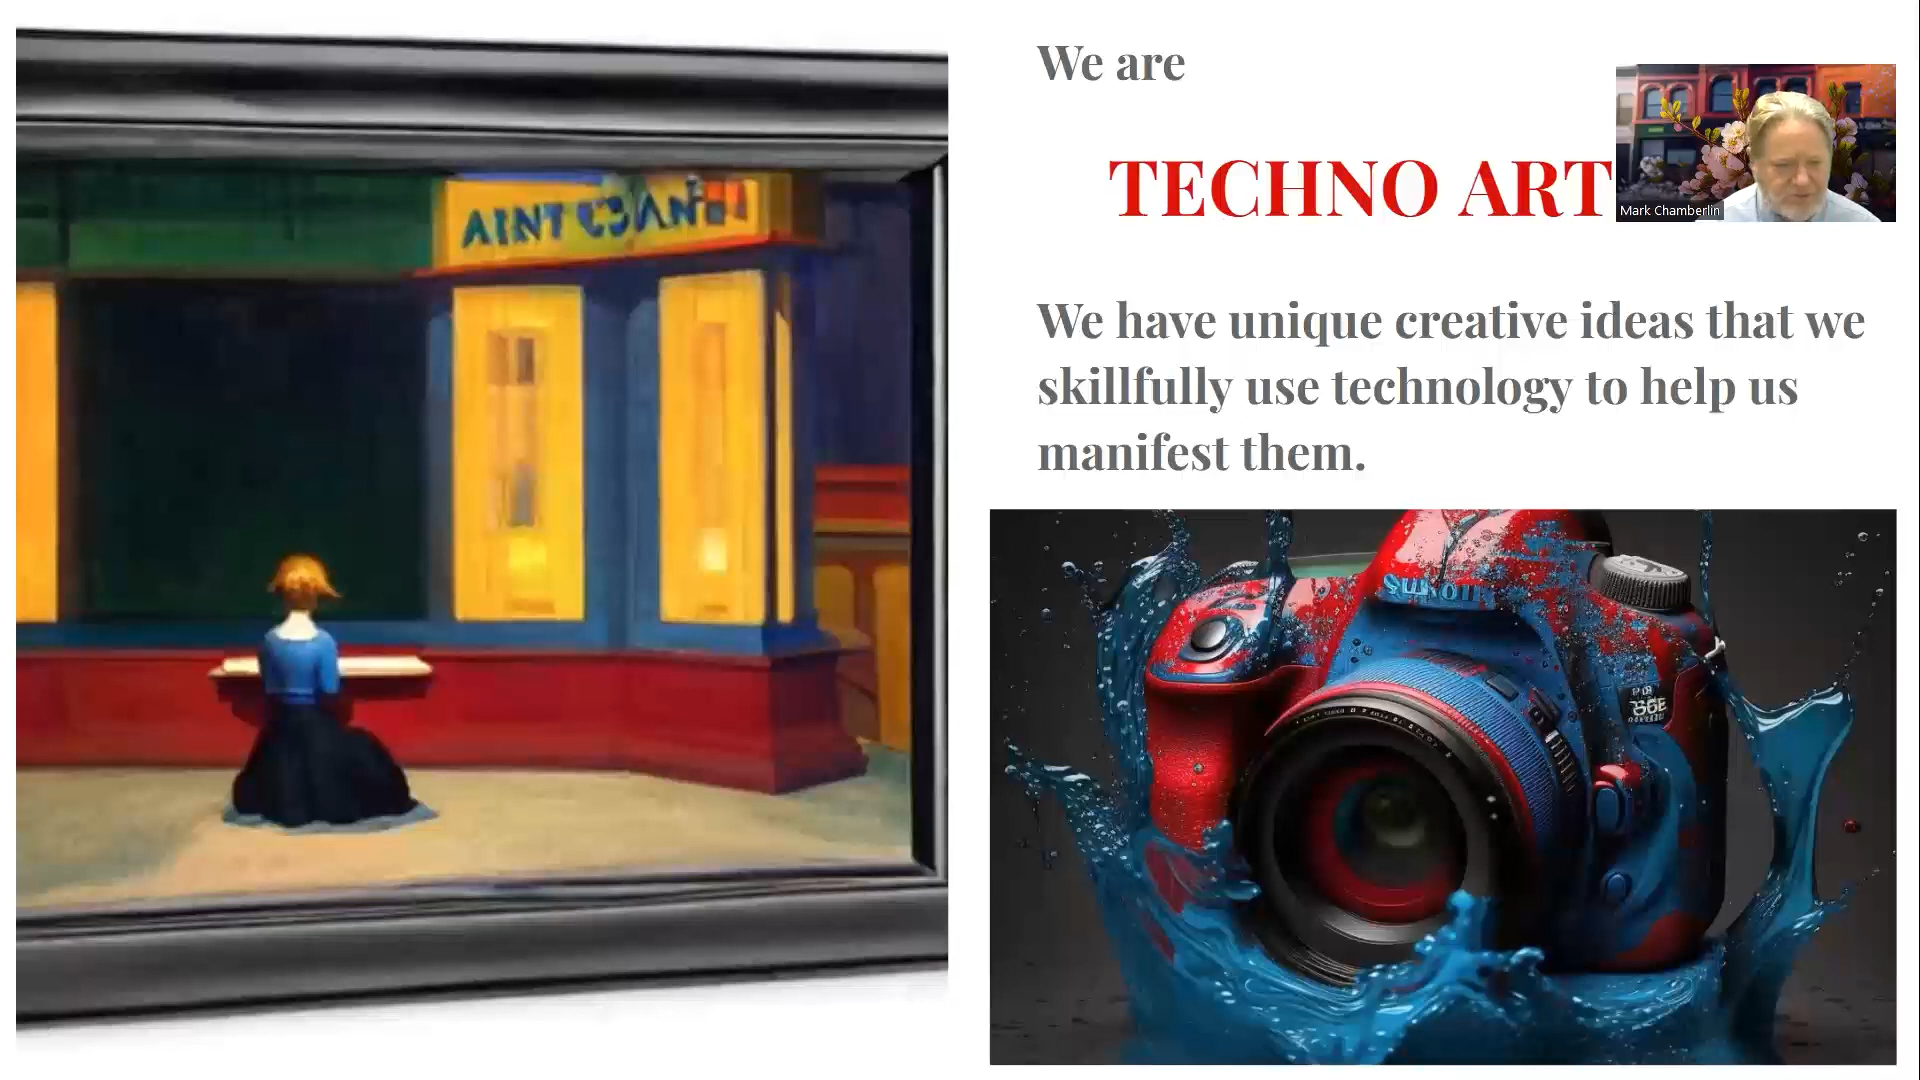 We are
TECHNO ART
Mark Chamberlin
We have unique creative ideas that we
skillfully use technology to help us
manifest them.